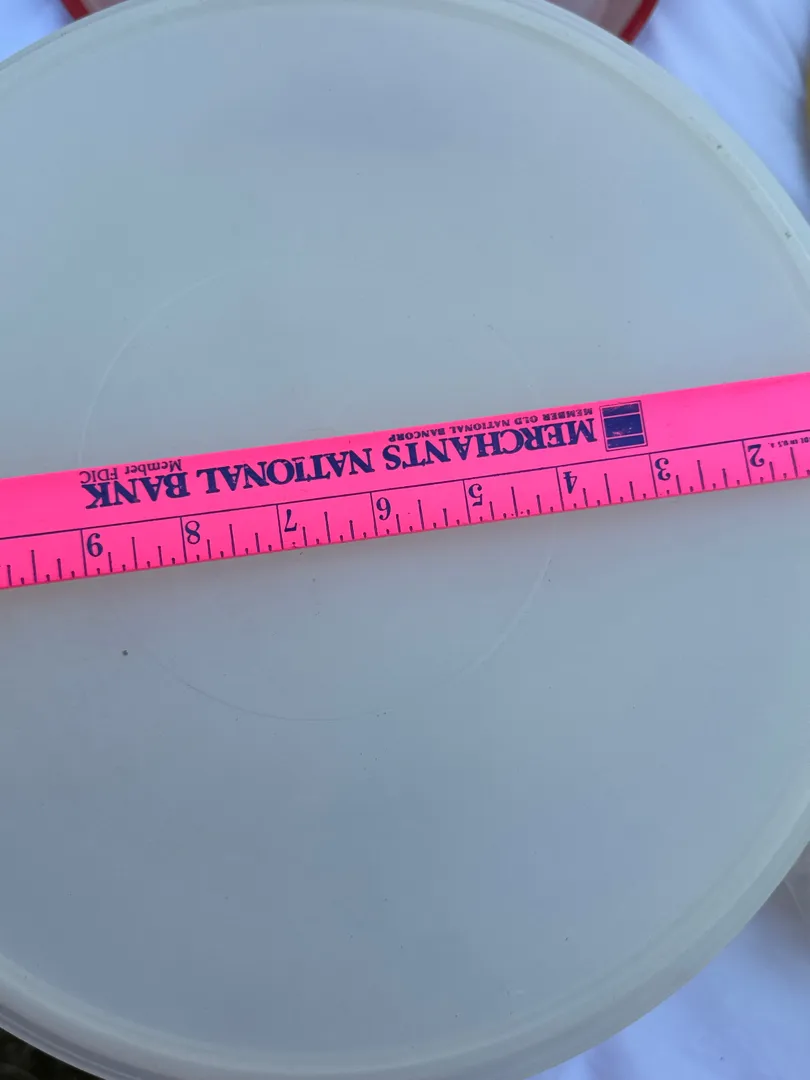 MERCHANTS NATIONAL BANK
MEMBER OLD NATIONAL BANCORP
Member FDIC
2 3 4 5 6 7 8 9